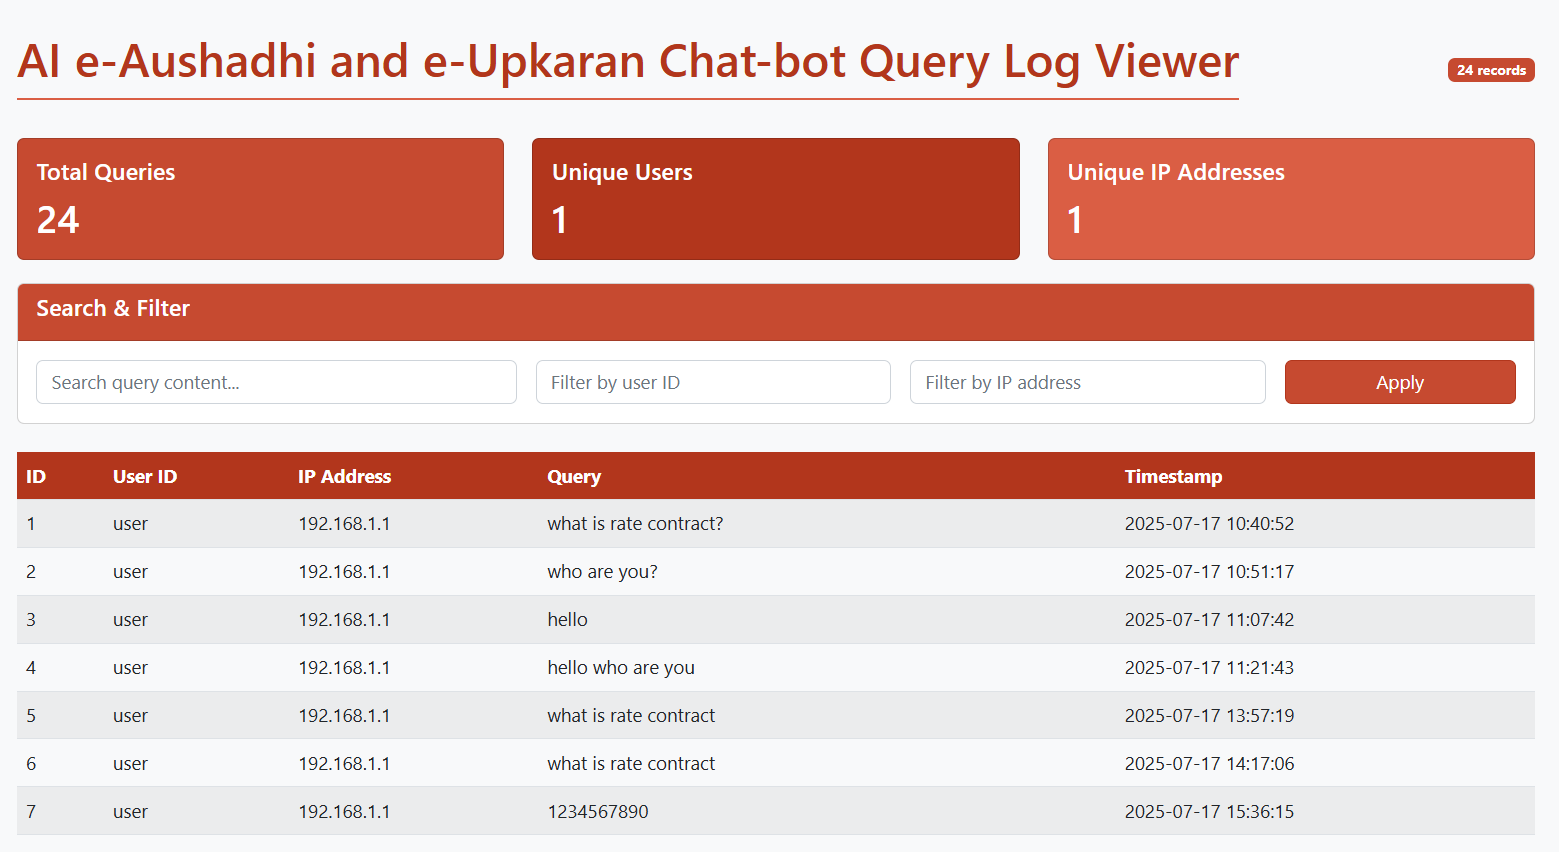 AI e-Aushadhi and e-Upkaran Chat-bot Query Log Viewer
24 records
Total Queries
24
Unique Users
1
Unique IP Addresses
1
Search & Filter
Search query content...
Filter by user ID
Filter by IP address
Apply
ID User ID IP Address Query Timestamp
1 user 192.168.1.1 what is rate contract? 2025-07-17 10:40:52
2 user 192.168.1.1 who are you? 2025-07-17 10:51:17
3 user 192.168.1.1 hello 2025-07-17 11:07:42
4 user 192.168.1.1 hello who are you 2025-07-17 11:21:43
5 user 192.168.1.1 what is rate contract 2025-07-17 13:57:19
6 user 192.168.1.1 what is rate contract 2025-07-17 14:17:06
7 user 192.168.1.1 1234567890 2025-07-17 15:36:15